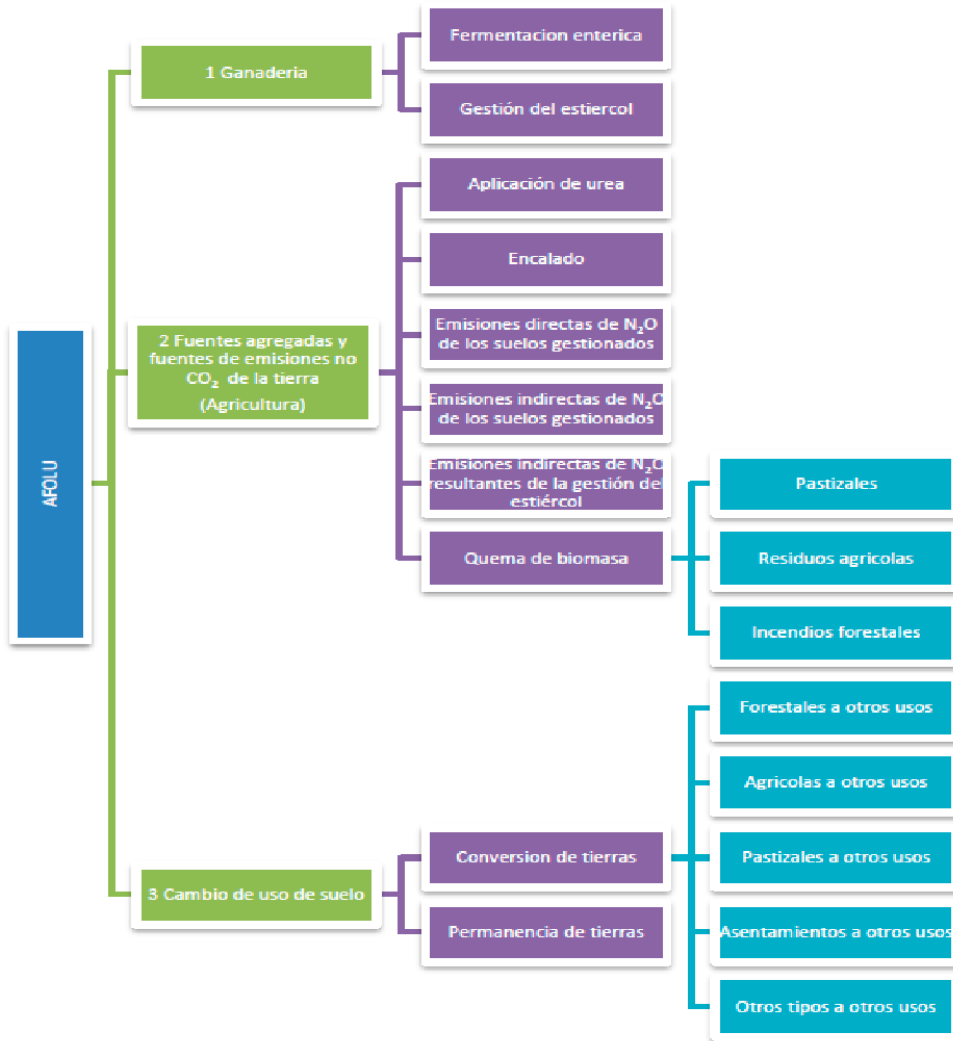 AFOLU
1 Ganaderia
Fermentacion enterica
Gestión del estiercol
2 Fuentes agregadas y
fuentes de emisiones no
CO₂ de la tierra
(Agricultura)
Aplicación de urea
Encalado
Emisiones directas de N₂O
de los suelos gestionados
Emisiones indirectas de N₂O
de los suelos gestionados
Emisiones indirectas de N₂O
resultantes de la gestión del
estiércol
Quema de biomasa
Pastizales
Residuos agricolas
Incendios forestales
3 Cambio de uso de suelo
Conversion de tierras
Forestales a otros usos
Agricolas a otros usos
Pastizales a otros usos
Asentamientos a otros usos
Otros tipos a otros usos
Permanencia de tierras